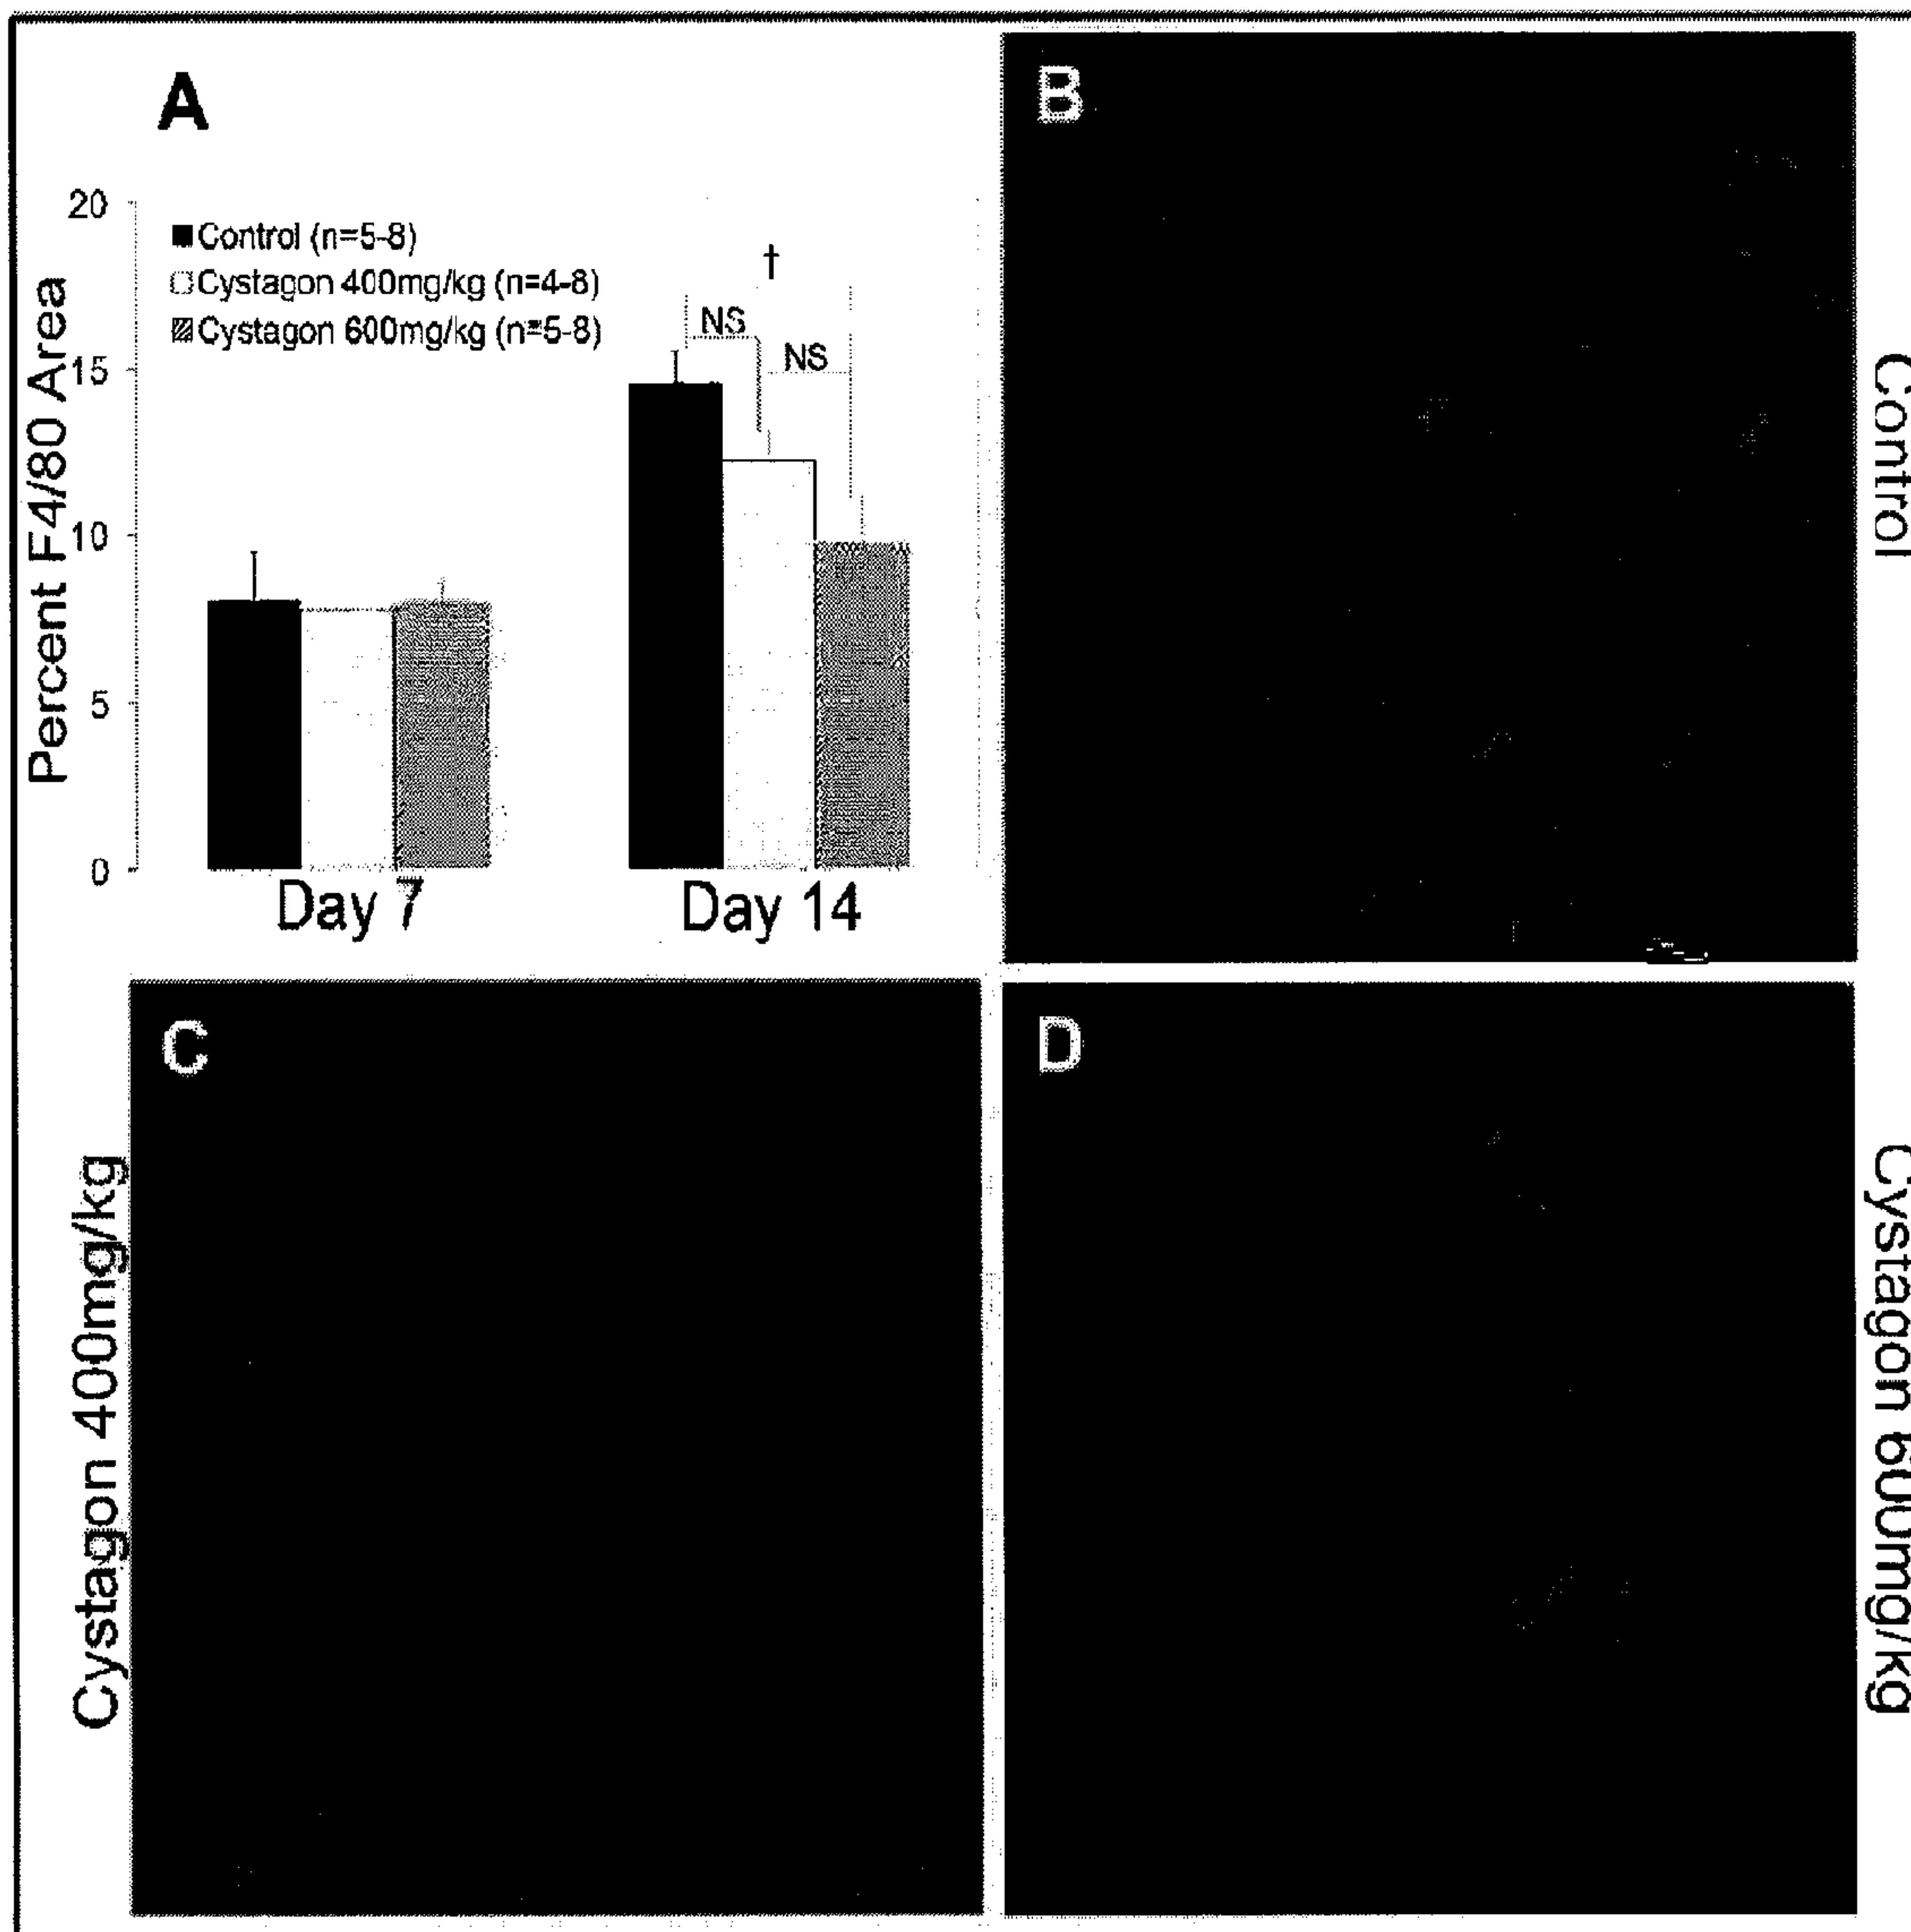 A
Percent F4/80 Area
20
15
10
5
0
Control (n=5-8)
Cystagon 400mg/kg (n=4-8)
Cystagon 600mg/kg (n=5-8)
†
NS
NS
Day 7
Day 14
B
Control
C
Cystagon 400mg/kg
D
Cystagon 600mg/kg